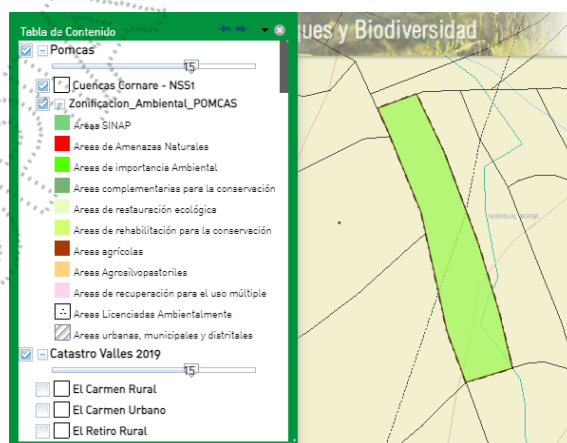 Tabla de Contenido
ques y Biodiversidad
Pomcas
15
Cuencas Cornare - NSS1
Zonificacion_Ambiental_POMCAS
Areas SINAP
Areas de Amenazas Naturales
Areas de importancia Ambiental
Areas complementarias para la conservación
Areas de restauración ecológica
Areas de rehabilitación para la conservación
Areas agrícolas
Areas Agrosilvopastoriles
Areas de recuperación para el uso múltiple
Areas Licenciadas Ambientalmente
Areas urbanas, municipales y distritales
Catastro Valles 2019
15
El Carmen Rural
El Carmen Urbano
El Retiro Rural